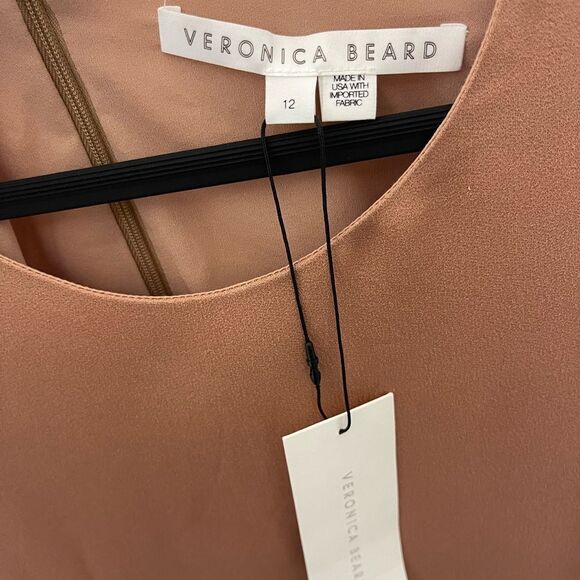 VERONICA BEARD
12
MADE IN
USA WITH
IMPORTED
FABRIC
VERONICA BEARD